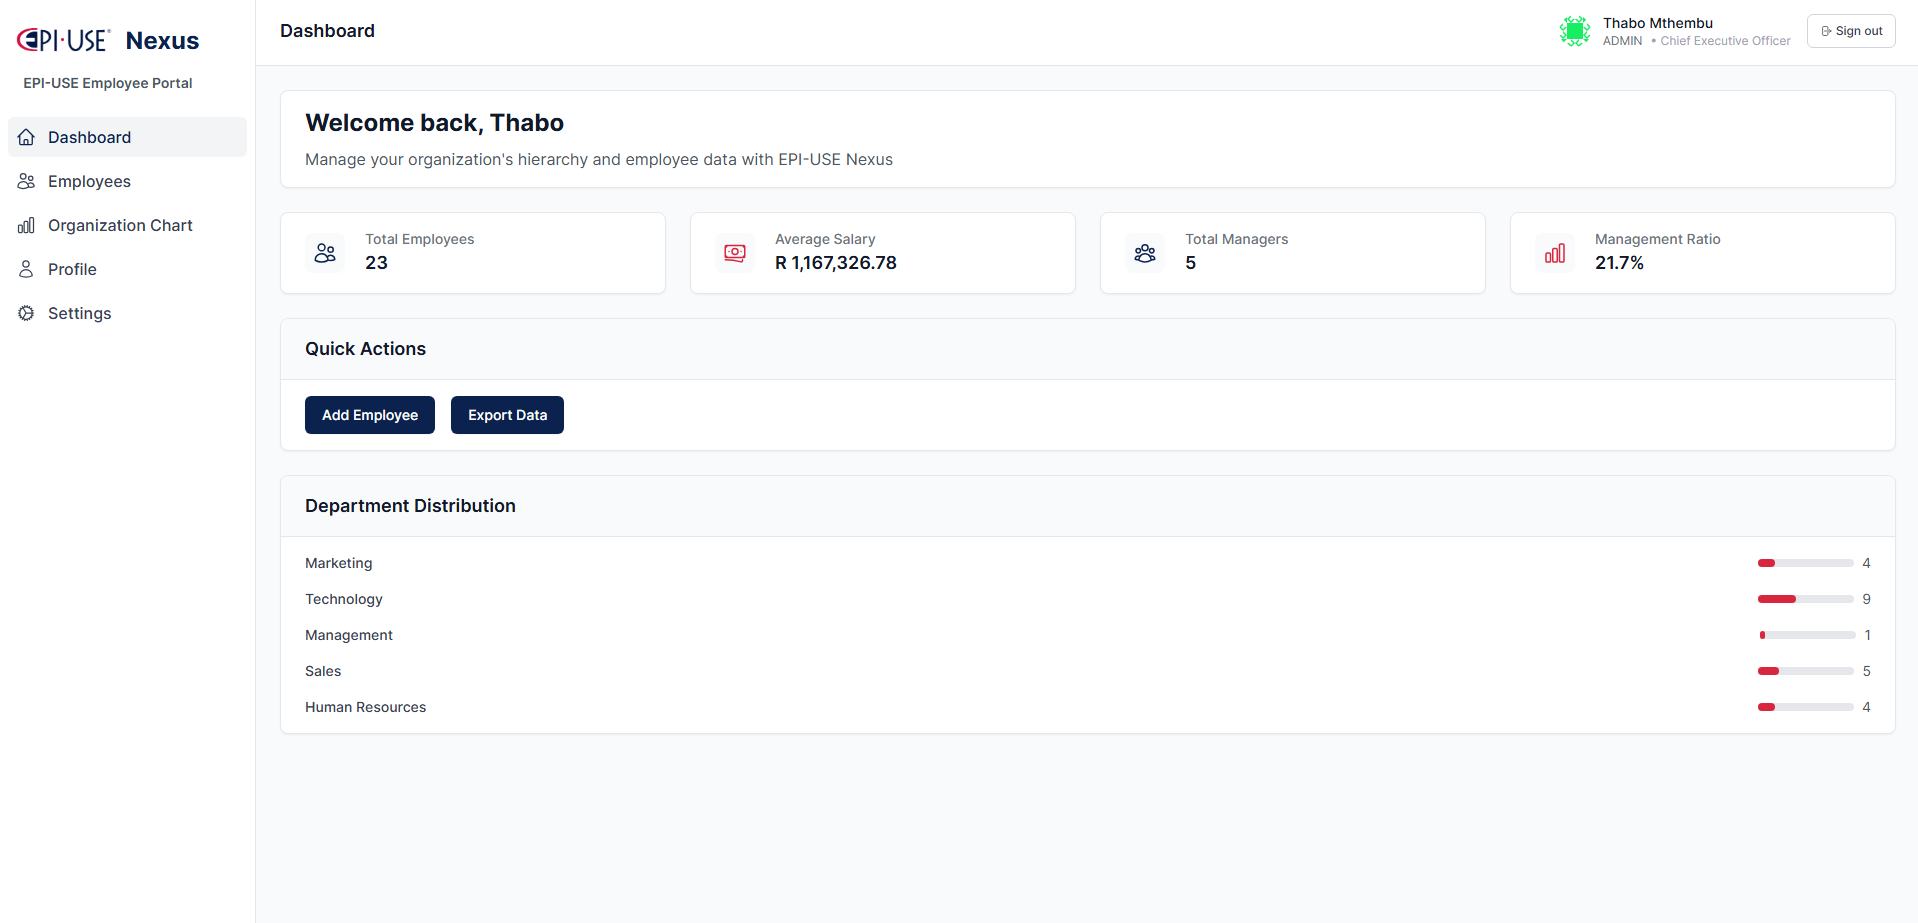 EPI·USE® Nexus
EPI-USE Employee Portal
Dashboard
Employees
Organization Chart
Profile
Settings
Dashboard
Thabo Mthembu
ADMIN • Chief Executive Officer
Sign out
Welcome back, Thabo
Manage your organization's hierarchy and employee data with EPI-USE Nexus
Total Employees
23
Average Salary
R 1,167,326.78
Total Managers
5
Management Ratio
21.7%
Quick Actions
Add Employee
Export Data
Department Distribution
Marketing 4
Technology 9
Management 1
Sales 5
Human Resources 4